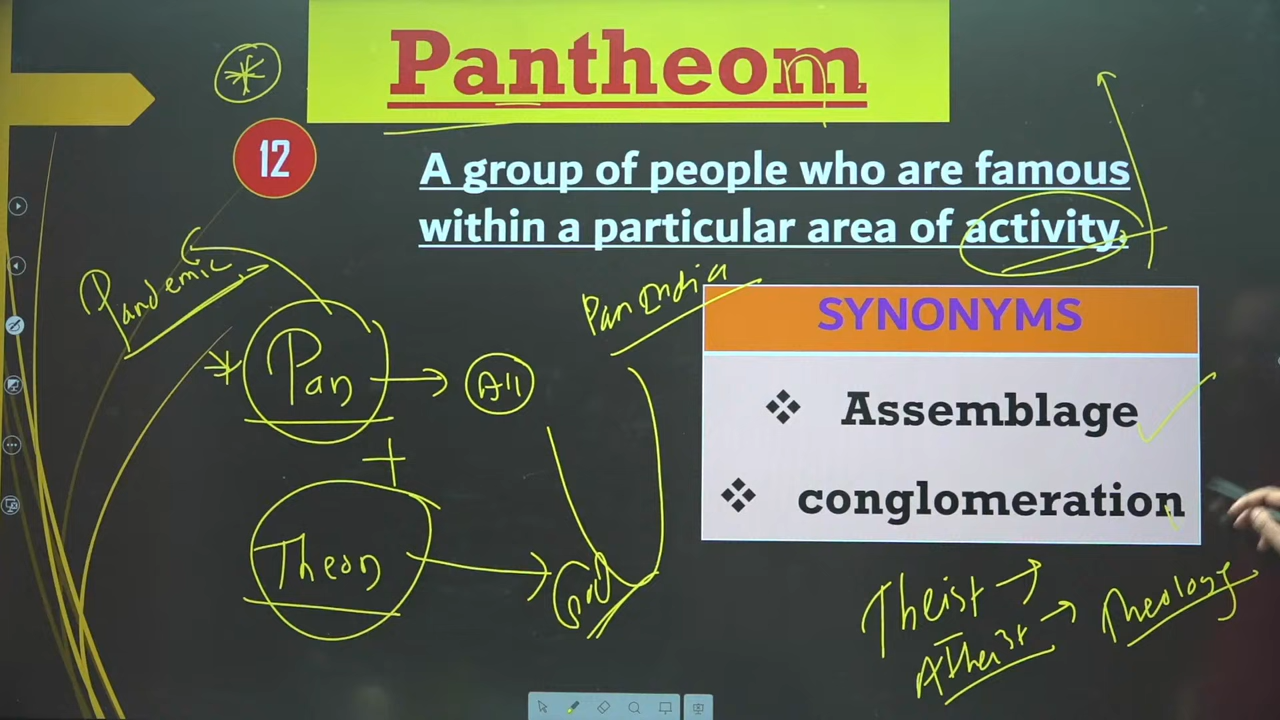 Pantheom
n
12
A group of people who are famous
within a particular area of activity.
Pandemic
Pan India
SYNONYMS
Pan
All
Assemblage
+
conglomeration
Theon
God
Theist
Atheist
Theology